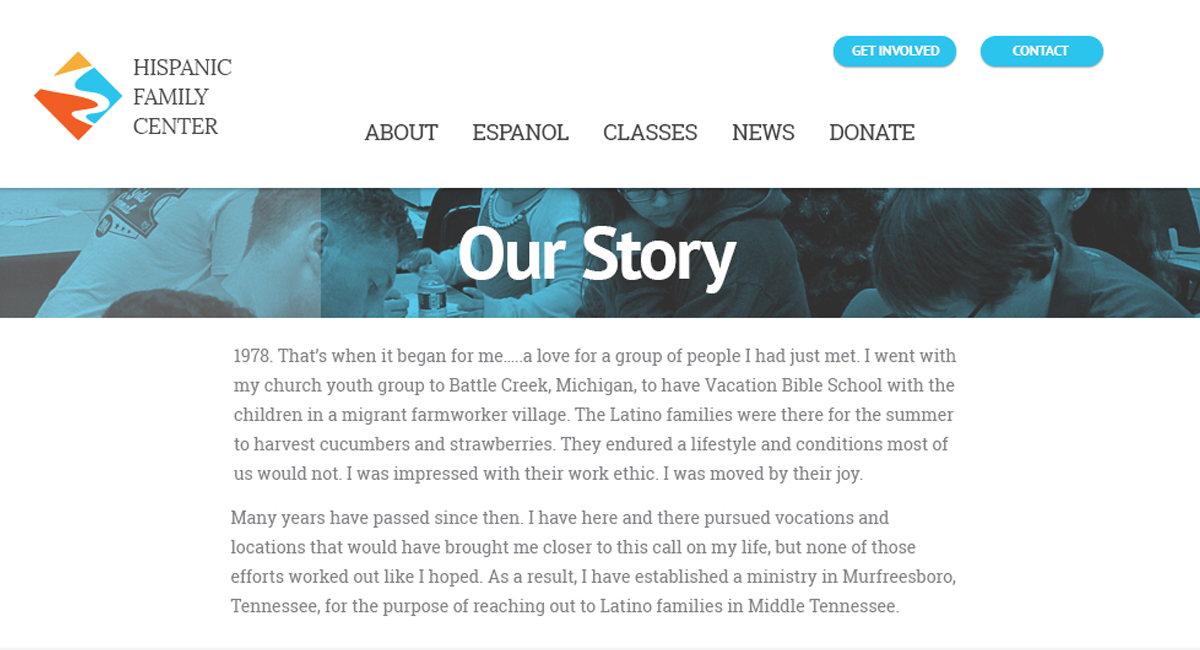 HISPANIC
FAMILY
CENTER
GET INVOLVED
CONTACT
ABOUT
ESPANOL
CLASSES
NEWS
DONATE
Our Story
1978. That’s when it began for me…..a love for a group of people I had just met. I went with
my church youth group to Battle Creek, Michigan, to have Vacation Bible School with the
children in a migrant farmworker village. The Latino families were there for the summer
to harvest cucumbers and strawberries. They endured a lifestyle and conditions most of
us would not. I was impressed with their work ethic. I was moved by their joy.
Many years have passed since then. I have here and there pursued vocations and
locations that would have brought me closer to this call on my life, but none of those
efforts worked out like I hoped. As a result, I have established a ministry in Murfreesboro,
Tennessee, for the purpose of reaching out to Latino families in Middle Tennessee.